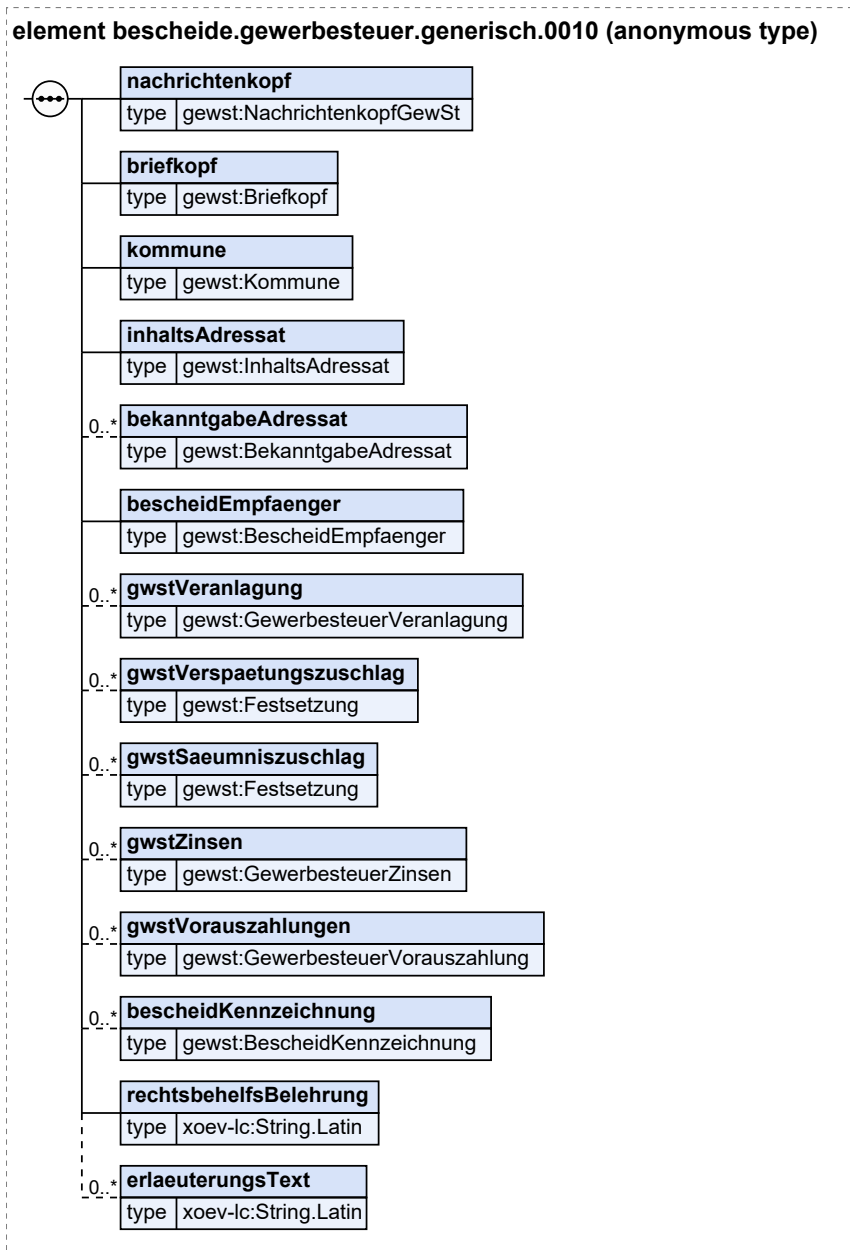 element bescheide.gewerbesteuer.generisch.0010 (anonymous type)
nachrichtenkopf
type gewst:NachrichtenkopfGewSt
briefkopf
type gewst:Briefkopf
kommune
type gewst:Kommune
inhaltsAdressat
type gewst:InhaltsAdressat
0..* bekanntgabeAdressat
type gewst:BekanntgabeAdressat
bescheidEmpfaenger
type gewst:BescheidEmpfaenger
0..* gwstVeranlagung
type gewst:GewerbesteuerVeranlagung
0..* gwstVerspaetungszuschlag
type gewst:Festsetzung
0..* gwstSaeumniszuschlag
type gewst:Festsetzung
0..* gwstZinsen
type gewst:GewerbesteuerZinsen
0..* gwstVorauszahlungen
type gewst:GewerbesteuerVorauszahlung
0..* bescheidKennzeichnung
type gewst:BescheidKennzeichnung
rechtsbehelfsBelehrung
type xoev-lc:String.Latin
0..* erlaeuterungsText
type xoev-lc:String.Latin